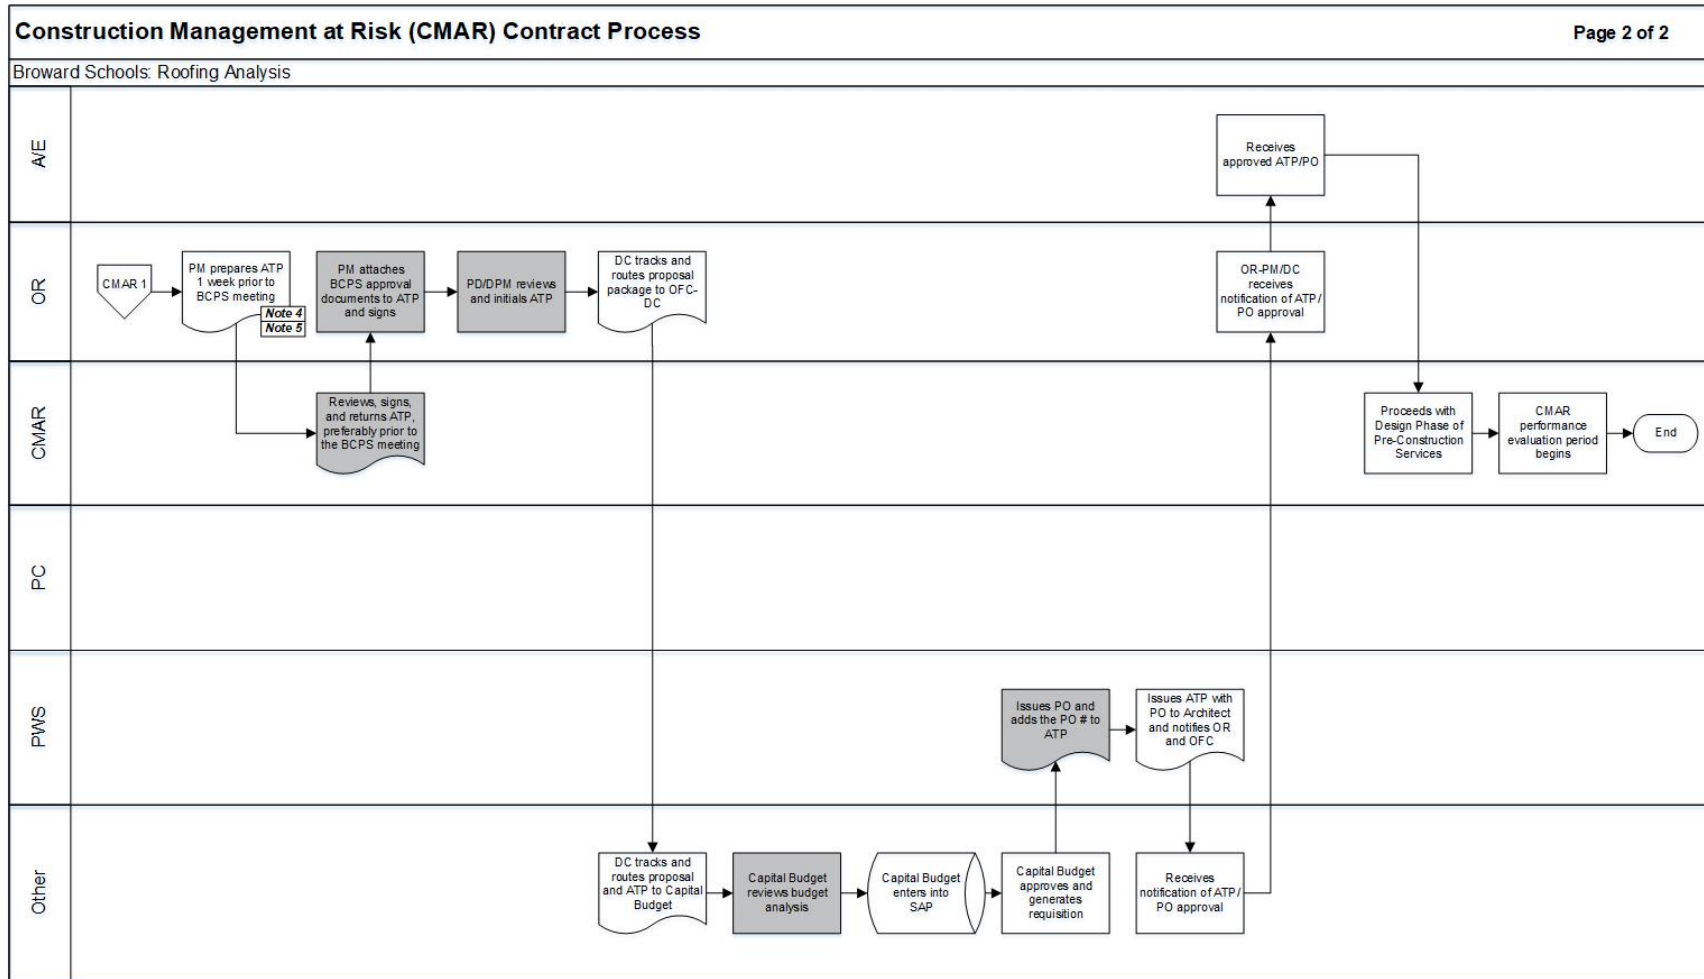 Construction Management at Risk (CMAR) Contract Process
Page 2 of 2
Broward Schools: Roofing Analysis
A/E
Receives
approved ATP/PO
OR
CMAR 1
PM prepares ATP
1 week prior to
BCPS meeting
Note 4
Note 5
PM attaches
BCPS approval
documents to ATP
and signs
PD/DPM reviews
and initials ATP
DC tracks and
routes proposal
package to OFC-
DC
OR-PM/DC
receives
notification of ATP/
PO approval
CMAR
Reviews, signs,
and returns ATP,
preferably prior to
the BCPS meeting
Proceeds with
Design Phase of
Pre-Construction
Services
CMAR
performance
evaluation period
begins
End
PC
PWS
Issues PO and
adds the PO # to
ATP
Issues ATP with
PO to Architect
and notifies OR
and OFC
Other
DC tracks and
routes proposal
and ATP to Capital
Budget
Capital Budget
reviews budget
analysis
Capital Budget
enters into
SAP
Capital Budget
approves and
generates
requisition
Receives
notification of ATP/
PO approval